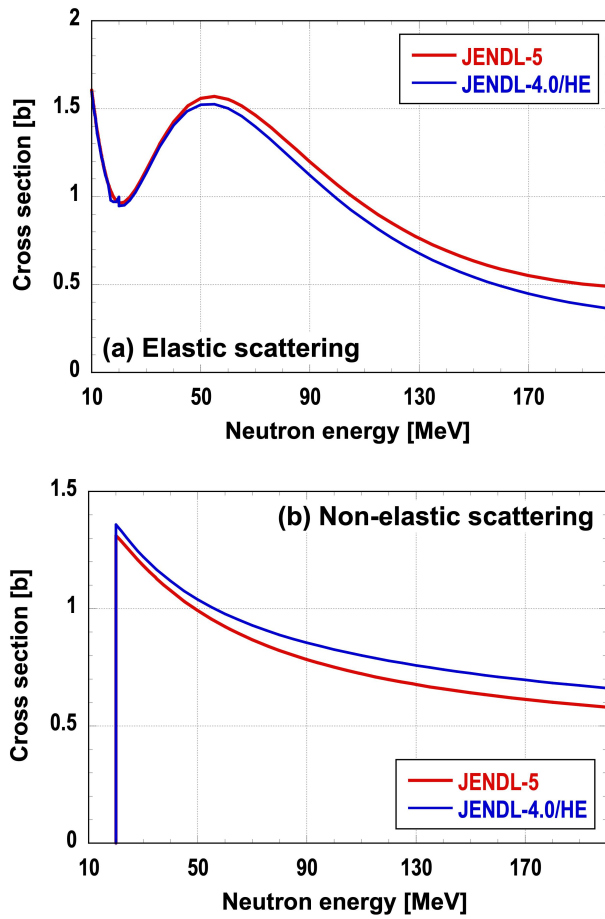 2
1.5
1
0.5
0
Cross section [b]
JENDL-5
JENDL-4.0/HE
(a) Elastic scattering
10 50 90 130 170
Neutron energy [MeV]
1.5
1
0.5
0
Cross section [b]
(b) Non-elastic scattering
JENDL-5
JENDL-4.0/HE
10 50 90 130 170
Neutron energy [MeV]